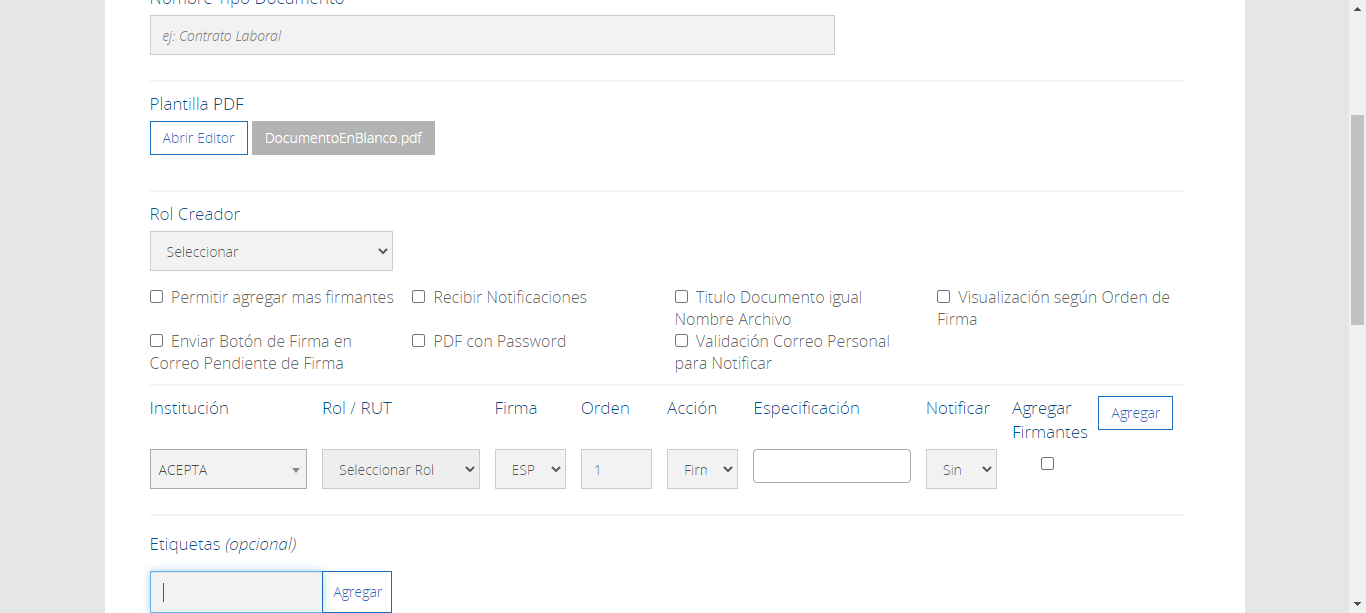 Nombre Tipo Documento
ej: Contrato Laboral
Plantilla PDF
Abrir Editor DocumentoEnBlanco.pdf
Rol Creador
Seleccionar
Permitir agregar mas firmantes
Recibir Notificaciones
Titulo Documento igual
Nombre Archivo
Visualización según Orden de
Firma
Enviar Botón de Firma en
Correo Pendiente de Firma
PDF con Password
Validación Correo Personal
para Notificar
Institución Rol / RUT Firma Orden Acción Especificación Notificar Agregar
Firmantes
Agregar
ACEPTA Seleccionar Rol ESP 1 Firn Sin
Etiquetas (opcional)
Agregar